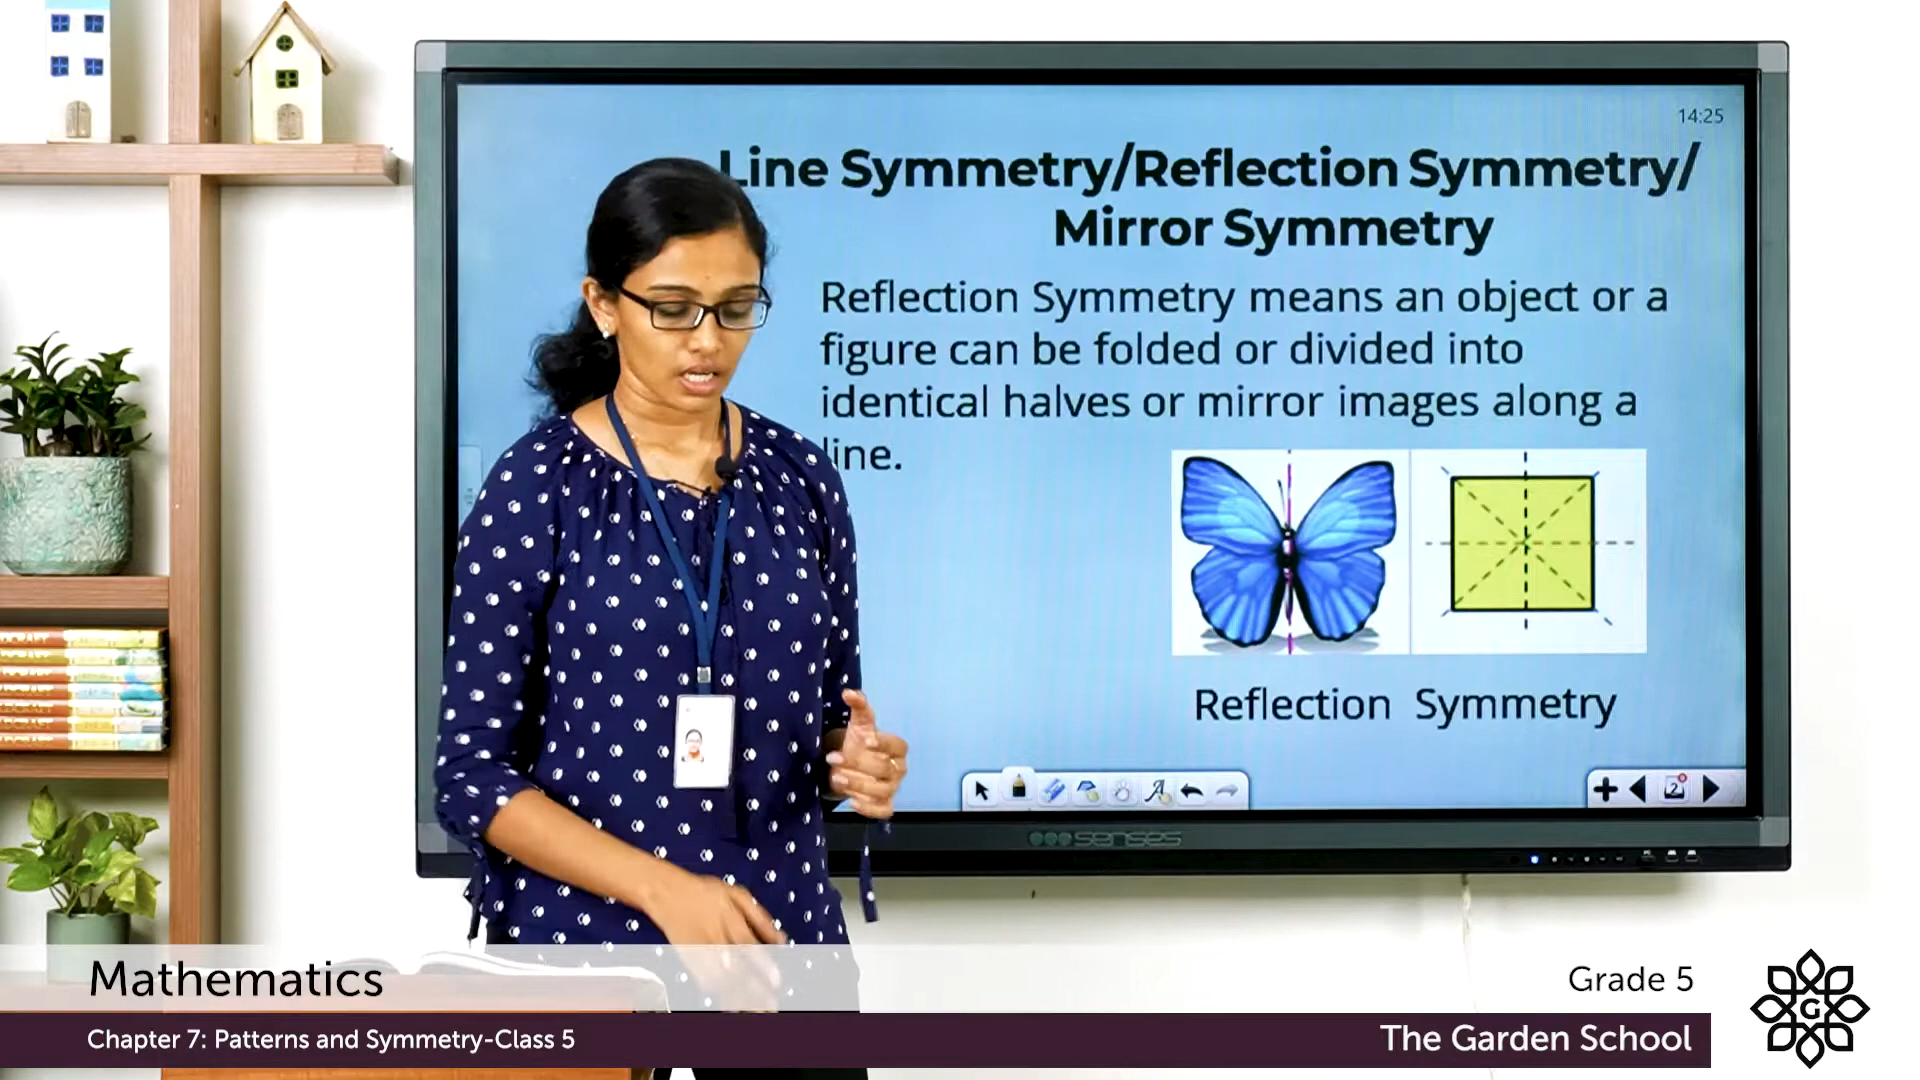 14:25
Line Symmetry/Reflection Symmetry/
Mirror Symmetry
Reflection Symmetry means an object or a
figure can be folded or divided into
identical halves or mirror images along a
line.
Reflection Symmetry
A
2
senses
Mathematics
Grade 5
G
Chapter 7: Patterns and Symmetry-Class 5
The Garden School